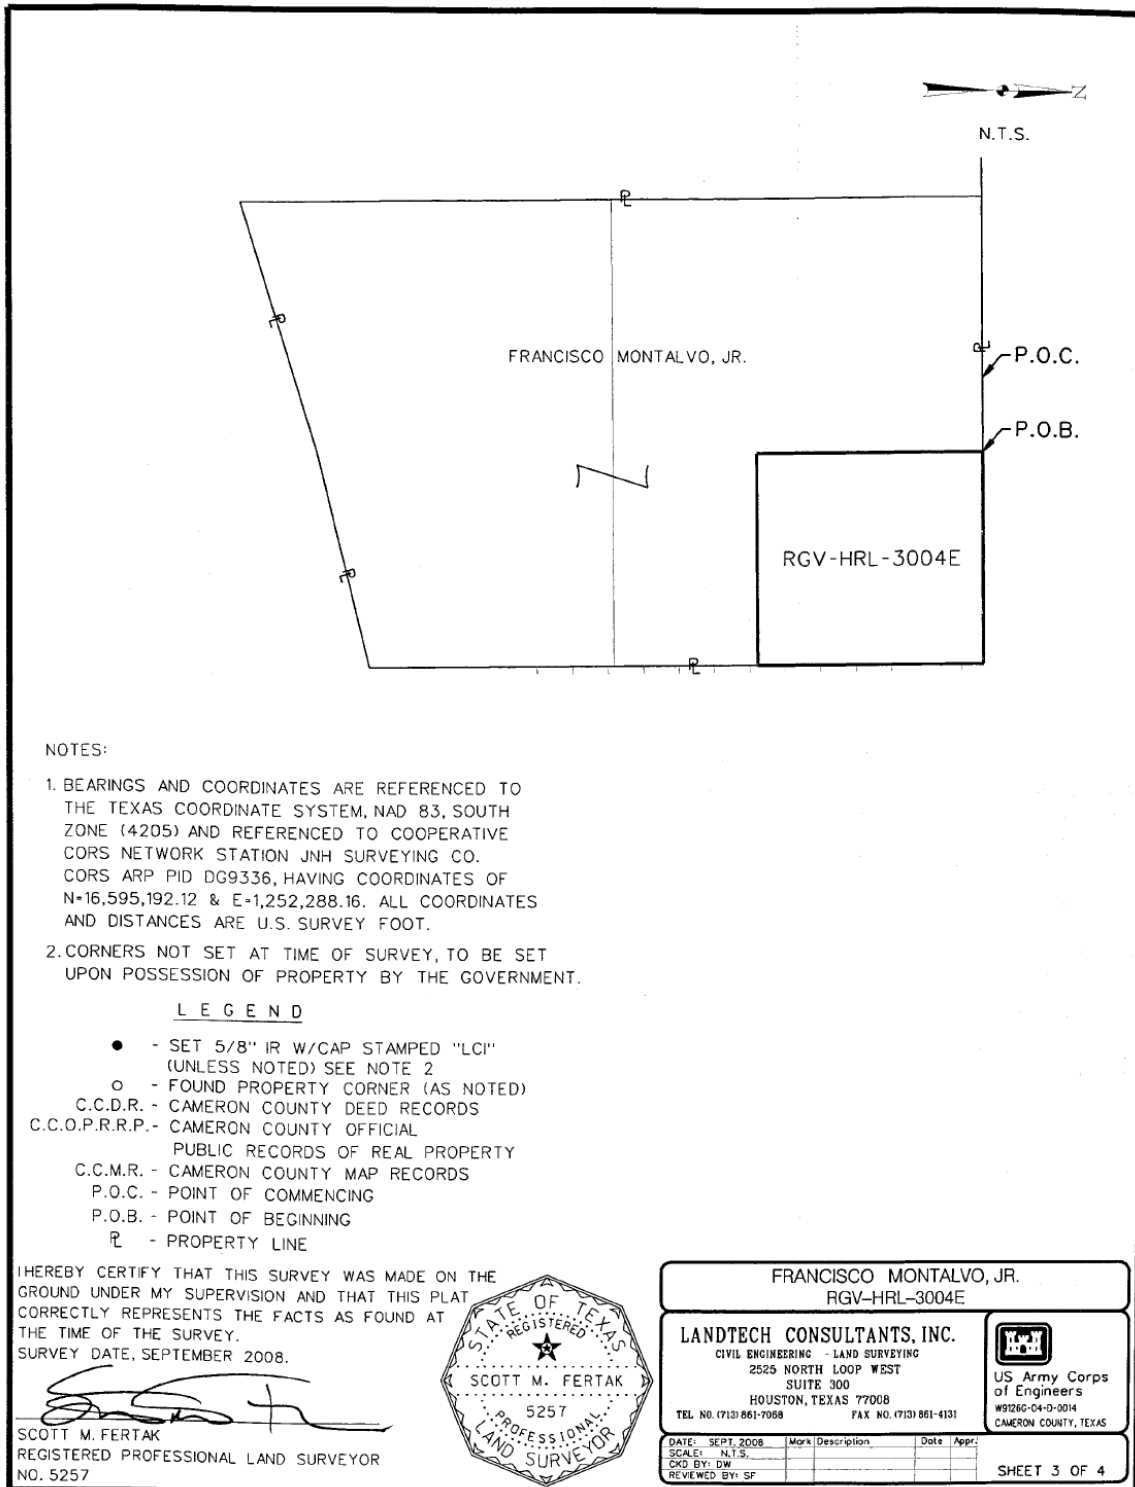 Z
N.T.S.
PL
PL
FRANCISCO MONTALVO, JR.
PL
P.O.C.
P.O.B.
RGV-HRL-3004E
PL
PL
NOTES:
1. BEARINGS AND COORDINATES ARE REFERENCED TO
THE TEXAS COORDINATE SYSTEM, NAD 83, SOUTH
ZONE (4205) AND REFERENCED TO COOPERATIVE
CORS NETWORK STATION JNH SURVEYING CO.
CORS ARP PID DG9336, HAVING COORDINATES OF
N=16,595,192.12 & E=1,252,288.16. ALL COORDINATES
AND DISTANCES ARE U.S. SURVEY FOOT.
2. CORNERS NOT SET AT TIME OF SURVEY, TO BE SET
UPON POSSESSION OF PROPERTY BY THE GOVERNMENT.
LEGEND
● - SET 5/8" IR W/CAP STAMPED "LCI"
(UNLESS NOTED) SEE NOTE 2
○ - FOUND PROPERTY CORNER (AS NOTED)
C.C.D.R. - CAMERON COUNTY DEED RECORDS
C.C.O.P.R.R.P. - CAMERON COUNTY OFFICIAL
PUBLIC RECORDS OF REAL PROPERTY
C.C.M.R. - CAMERON COUNTY MAP RECORDS
P.O.C. - POINT OF COMMENCING
P.O.B. - POINT OF BEGINNING
PL - PROPERTY LINE
I HEREBY CERTIFY THAT THIS SURVEY WAS MADE ON THE
GROUND UNDER MY SUPERVISION AND THAT THIS PLAT
CORRECTLY REPRESENTS THE FACTS AS FOUND AT
THE TIME OF THE SURVEY.
SURVEY DATE, SEPTEMBER 2008.
SCOTT M. FERTAK
REGISTERED PROFESSIONAL LAND SURVEYOR
NO. 5257
STATE OF TEXAS
REGISTERED
SCOTT M. FERTAK
5257
PROFESSIONAL
LAND SURVEYOR
FRANCISCO MONTALVO, JR.
RGV-HRL-3004E
LANDTECH CONSULTANTS, INC.
CIVIL ENGINEERING - LAND SURVEYING
2525 NORTH LOOP WEST
SUITE 300
HOUSTON, TEXAS 77008
TEL NO. (713) 861-7068 FAX NO. (713) 861-4131
US Army Corps
of Engineers
W9126G-04-D-0014
CAMERON COUNTY, TEXAS
DATE: SEPT. 2008 Mark Description Date Appr.
SCALE: N.T.S.
CKD BY: DW
REVIEWED BY: SF
SHEET 3 OF 4